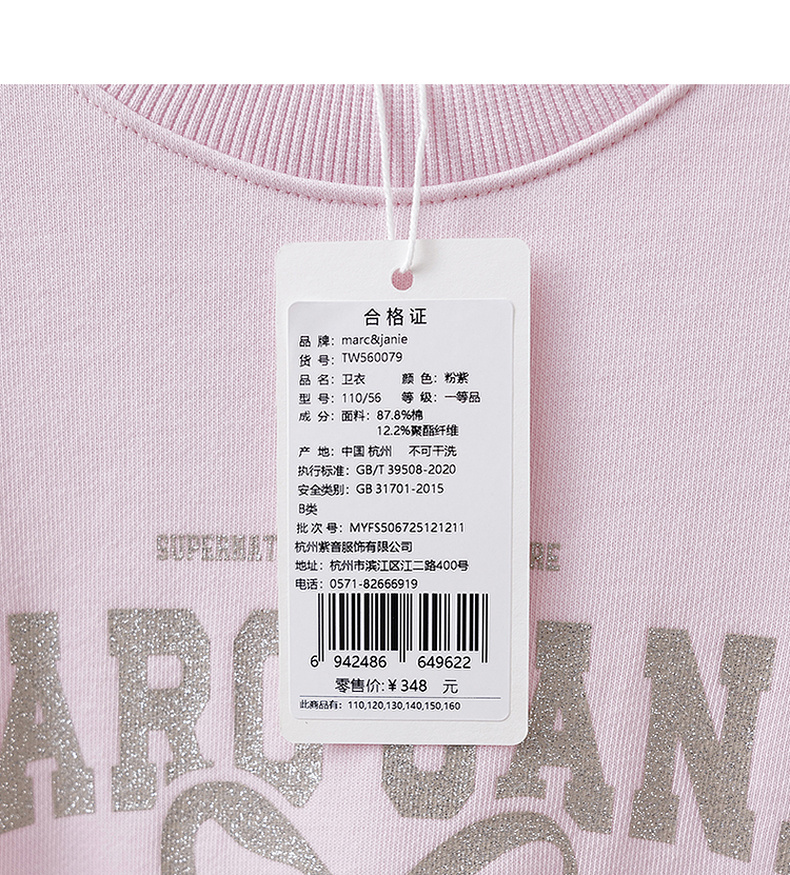 合格证
品 牌：marc&janie
货 号：TW560079
品 名：卫衣 颜 色：粉紫
型 号：110/56 等 级：一等品
成 分：面料：87.8%棉
12.2%聚酯纤维
产 地：中国 杭州 不可干洗
执行标准：GB/T 39508-2020
安全类别：GB 31701-2015
B类
批 次 号：MYFS506725121211
杭州紫音服饰有限公司
地址：杭州市滨江区江二路400号
电话：0571-82666919
6 942486 649622
零售价:￥348 元
此商品有：110,120,130,140,150,160
SUPERNAT RE
ARC JAN